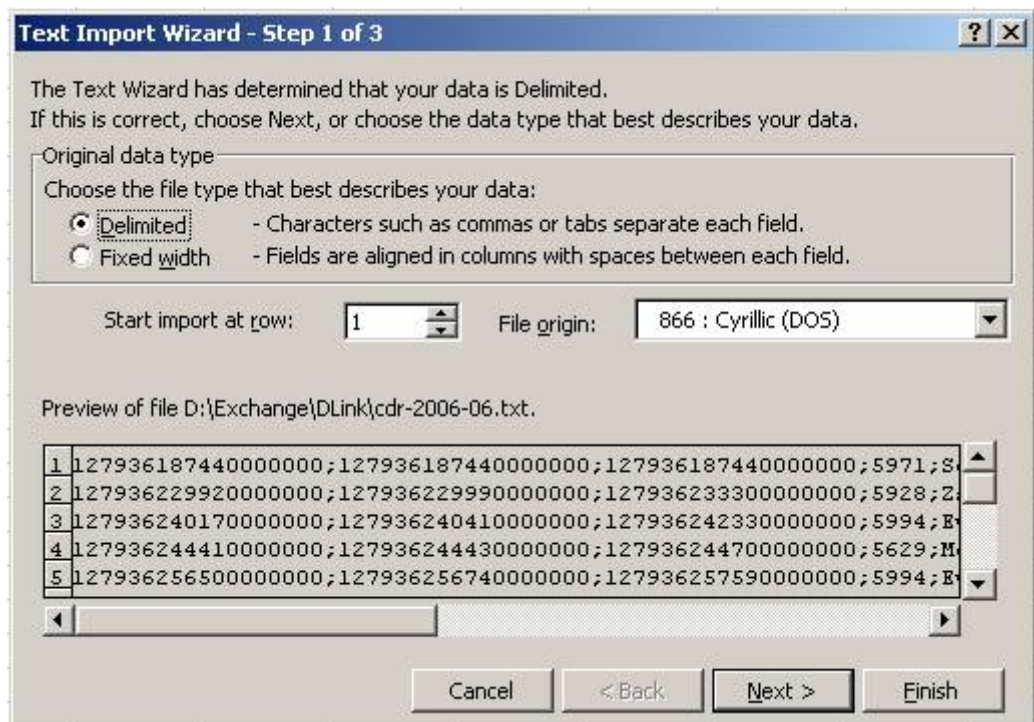 Text Import Wizard - Step 1 of 3
The Text Wizard has determined that your data is Delimited.
If this is correct, choose Next, or choose the data type that best describes your data.
Original data type
Choose the file type that best describes your data:
Delimited - Characters such as commas or tabs separate each field.
Fixed width - Fields are aligned in columns with spaces between each field.
Start import at row: 1 File origin: 866 : Cyrillic (DOS)
Preview of file D:\Exchange\DLink\cdr-2006-06.txt.
1 127936187440000000;127936187440000000;127936187440000000;5971;S
2 127936229920000000;127936229990000000;127936233300000000;5928;Z
3 127936240170000000;127936240410000000;127936242330000000;5994;E
4 127936244410000000;127936244430000000;127936244700000000;5629;M
5 127936256500000000;127936256740000000;127936257590000000;5994;E
Cancel < Back Next > Finish